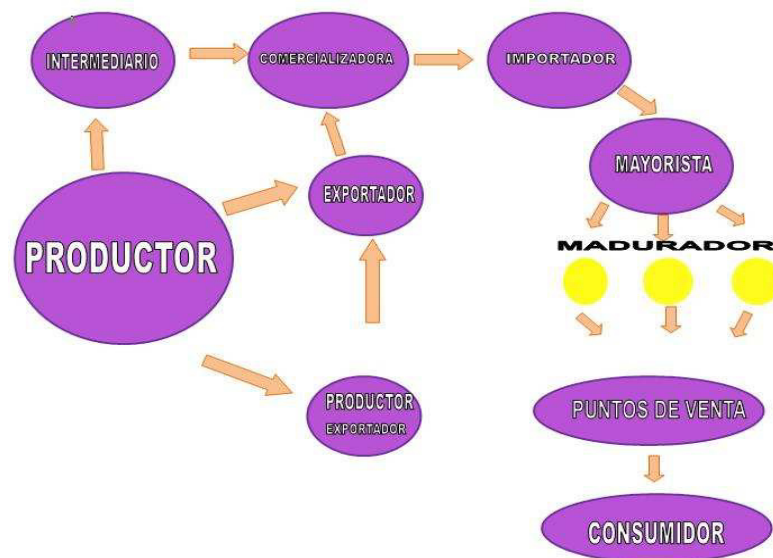 INTERMEDIARIO
COMERCIALIZADORA
IMPORTADOR
MAYORISTA
EXPORTADOR
PRODUCTOR
MADURADOR
PRODUCTOR
EXPORTADOR
PUNTOS DE VENTA
CONSUMIDOR